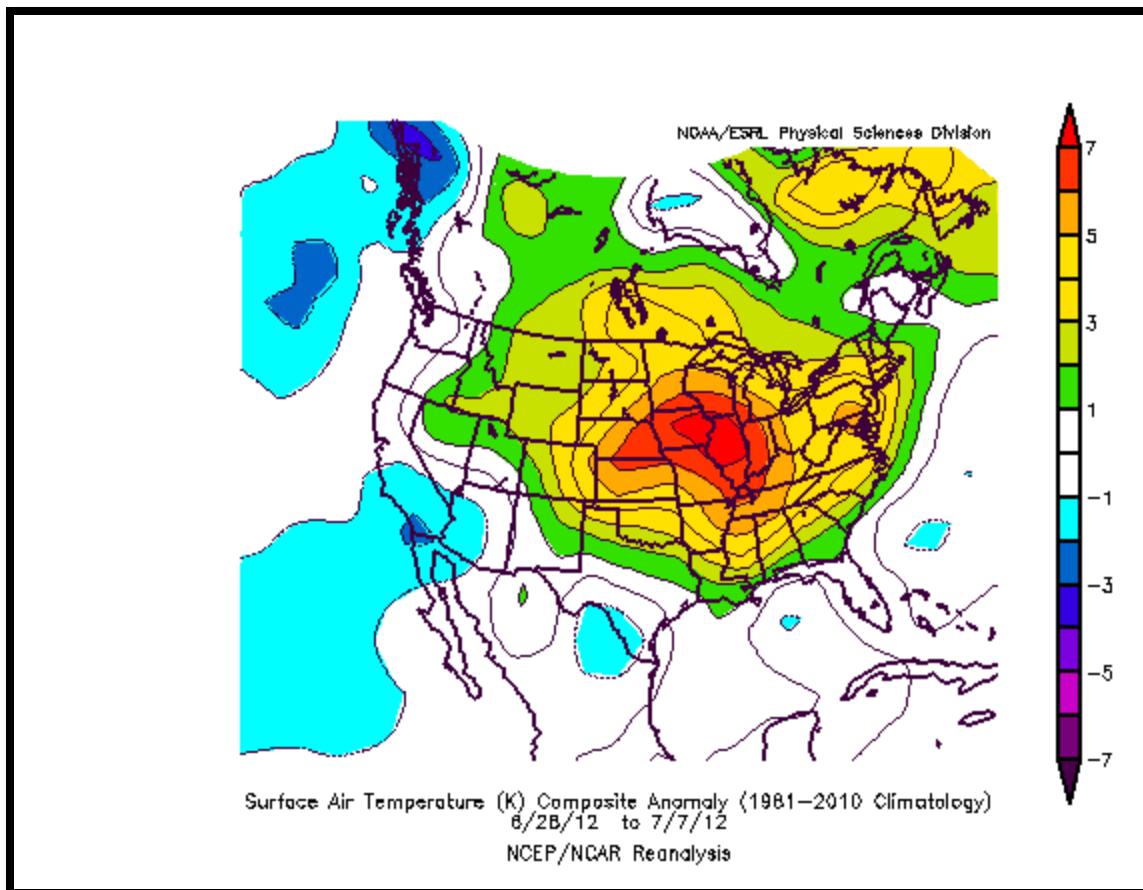 NOAA/ESRL Physical Sciences Division
7
5
3
1
-1
-3
-5
-7
Surface Air Temperature (K) Composite Anomaly (1981-2010 Climatology)
6/28/12 to 7/7/12
NCEP/NCAR Reanalysis